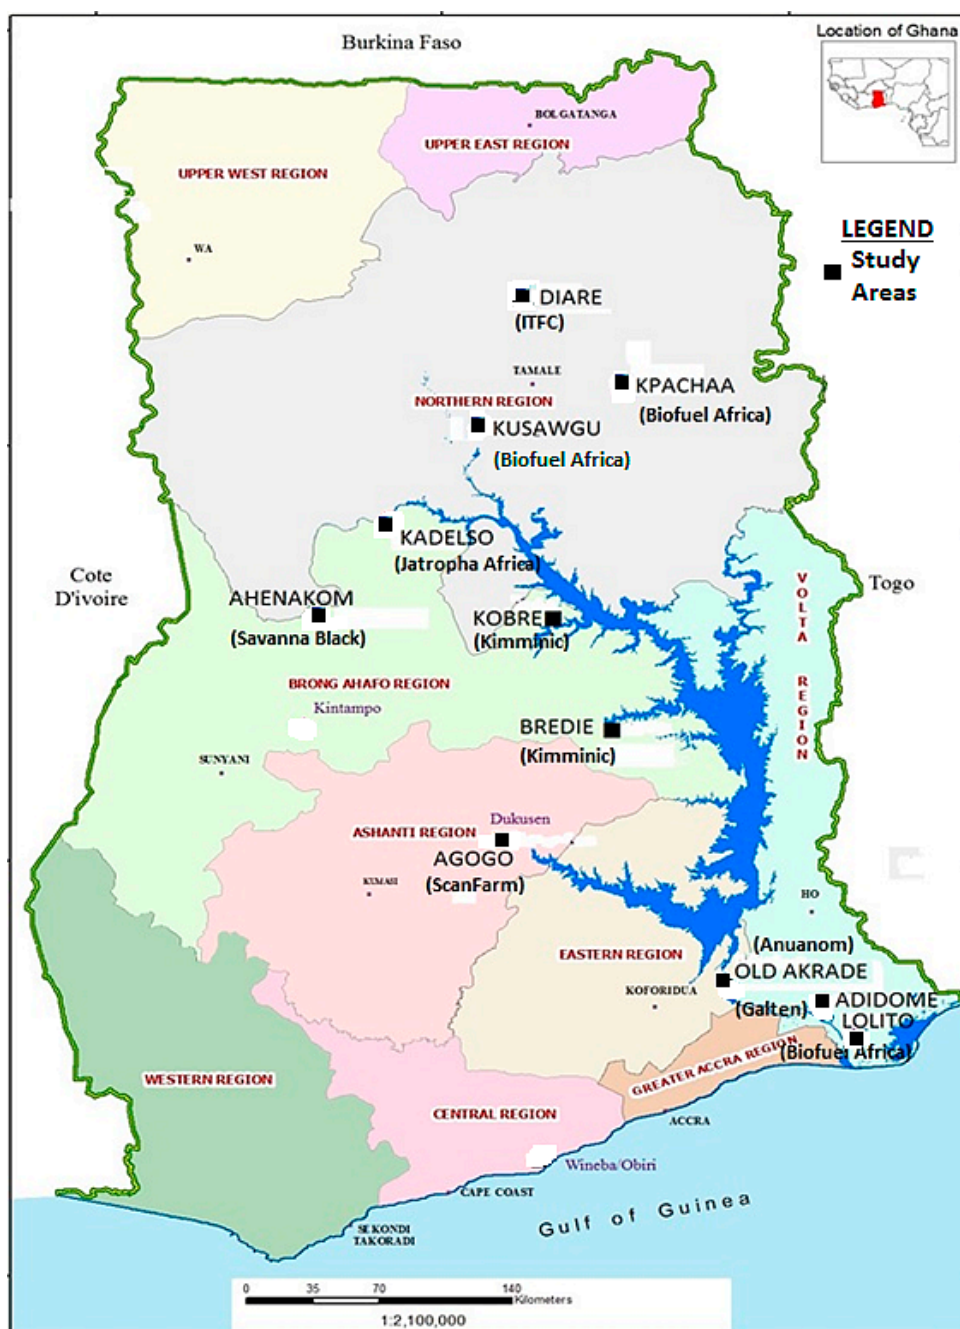 Location of Ghana
Burkina Faso
BOLGATANGA
UPPER EAST REGION
UPPER WEST REGION
WA
LEGEND
Study
Areas
DIARE
(ITFC)
TAMALE
KPACHAA
(Biofuel Africa)
NORTHERN REGION
KUSAWGU
(Biofuel Africa)
KADELSO
(Jatropha Africa)
Cote
D'ivoire
Togo
VOLTA REGION
AHENAKOM
(Savanna Black)
KOBRE
(Kimminic)
BRONG AHAFO REGION
Kintampo
BREDIE
(Kimminic)
SUNYANI
Dukusen
ASHANTI REGION
AGOGO
(ScanFarm)
KUMASI
HO
(Anuanom)
EASTERN REGION
OLD AKRADE
KOFORIDUA
(Galten)
ADIDOME
LOLITO
(Biofuel Africa)
GREATER ACCRA REGION
WESTERN REGION
CENTRAL REGION
ACCRA
Wineba/Obiri
CAPE COAST
Gulf of Guinea
SEKONDI
TAKORADI
0 35 70 140
Kilometers
1:2,100,000